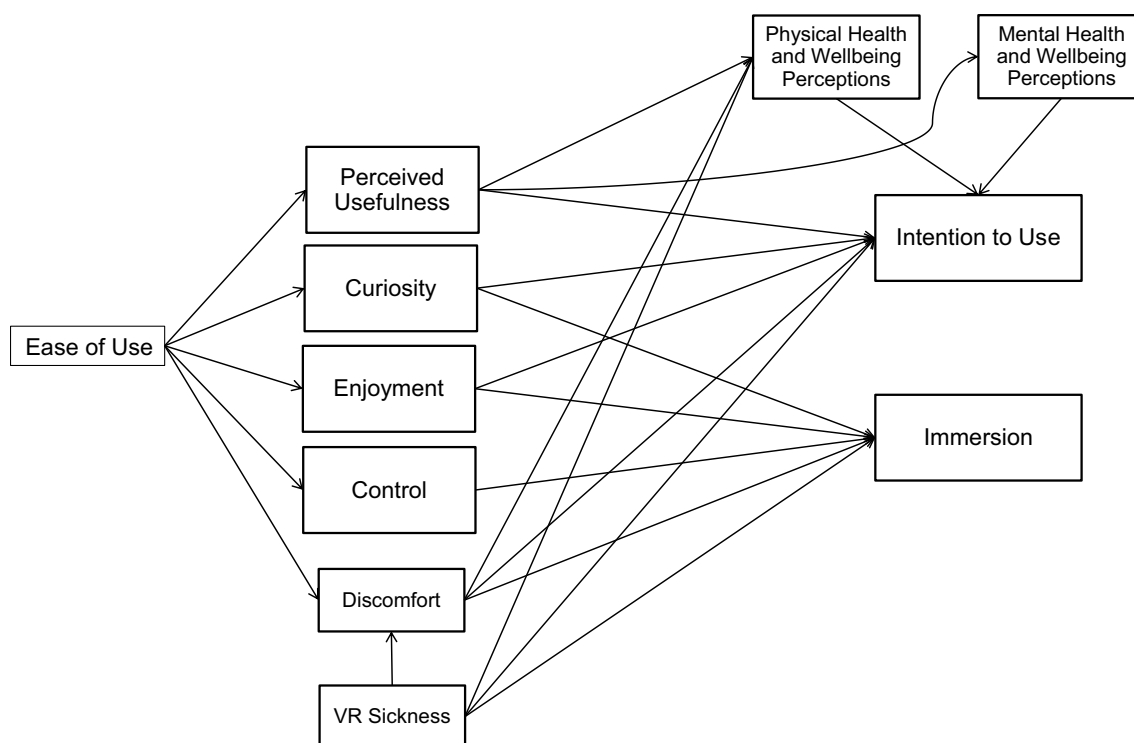 Physical Health
and Wellbeing
Perceptions
Mental Health
and Wellbeing
Perceptions
Perceived
Usefulness
Intention to Use
Curiosity
Ease of Use
Enjoyment
Immersion
Control
Discomfort
VR Sickness